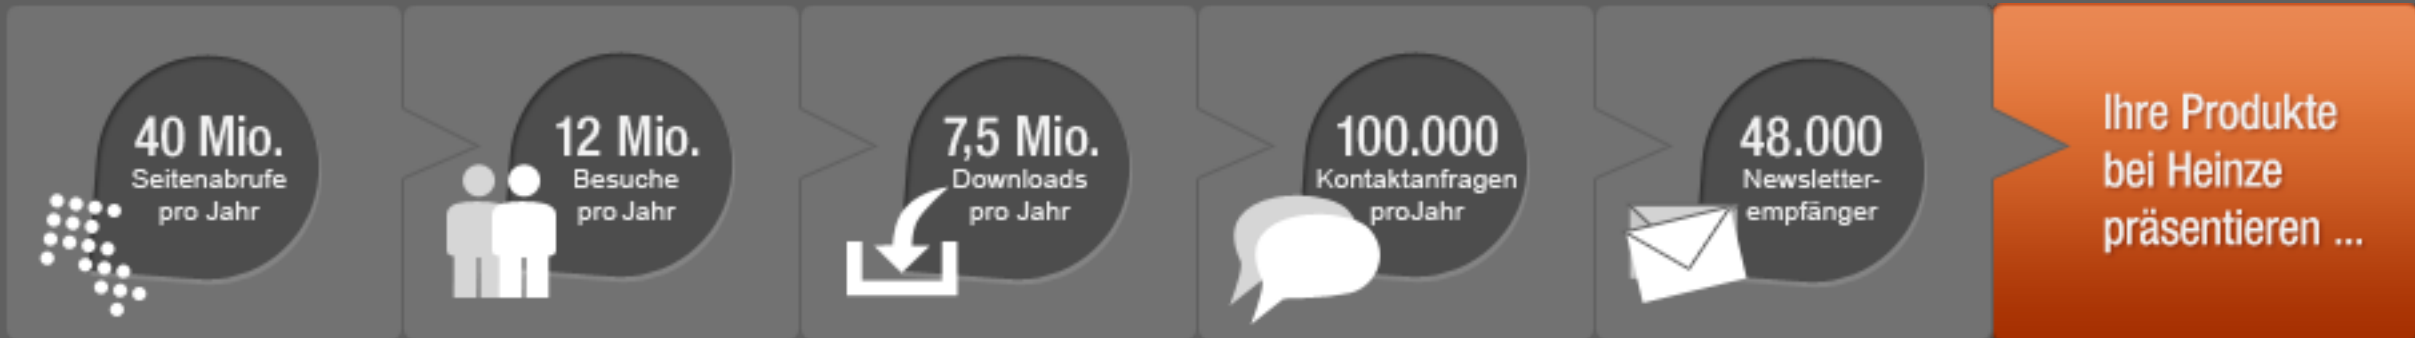 40 Mio.
Seitenabrufe
pro Jahr
12 Mio.
Besuche
pro Jahr
7,5 Mio.
Downloads
pro Jahr
100.000
Kontaktanfragen
proJahr
48.000
Newsletter-
empfänger
Ihre Produkte
bei Heinze
präsentieren ...